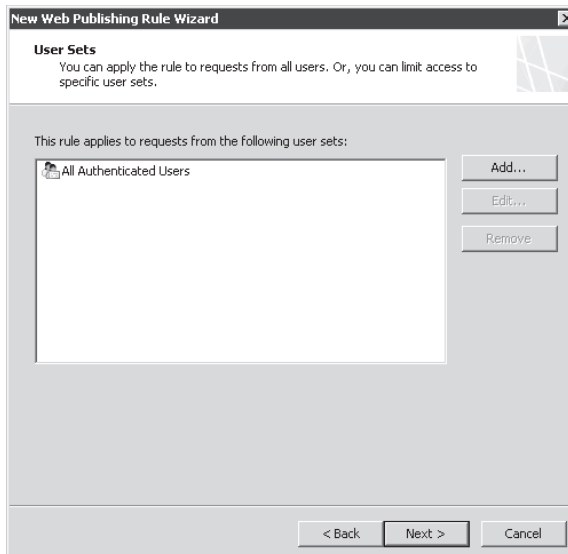 New Web Publishing Rule Wizard
User Sets
You can apply the rule to requests from all users. Or, you can limit access to
specific user sets.
This rule applies to requests from the following user sets:
All Authenticated Users
Add...
Edit...
Remove
< Back
Next >
Cancel